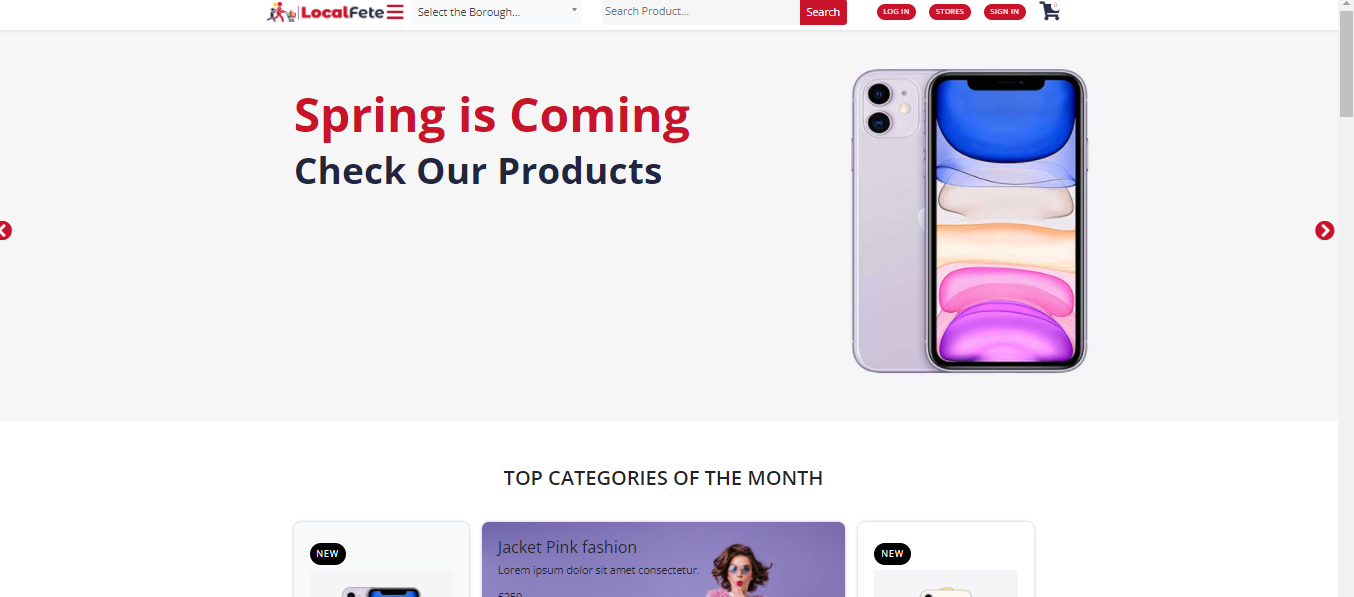 LocalFete
Select the Borough...
Search Product...
Search
LOG IN
STORES
SIGN IN
0
Spring is Coming
Check Our Products
TOP CATEGORIES OF THE MONTH
NEW
Jacket Pink fashion
Lorem ipsum dolor sit amet consectetur.
NEW